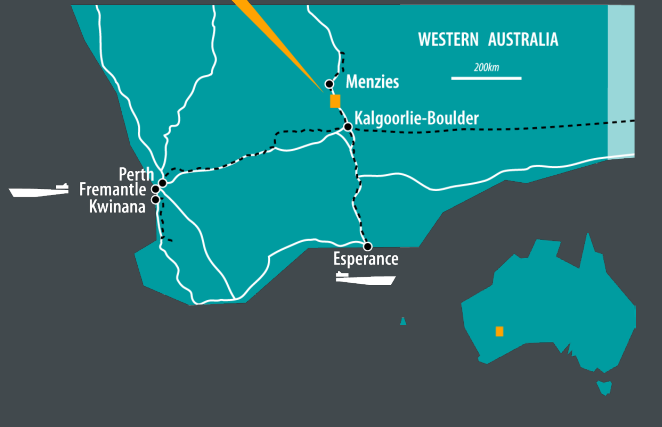 WESTERN AUSTRALIA
200km
Menzies
Kalgoorlie-Boulder
Perth
Fremantle
Kwinana
Esperance